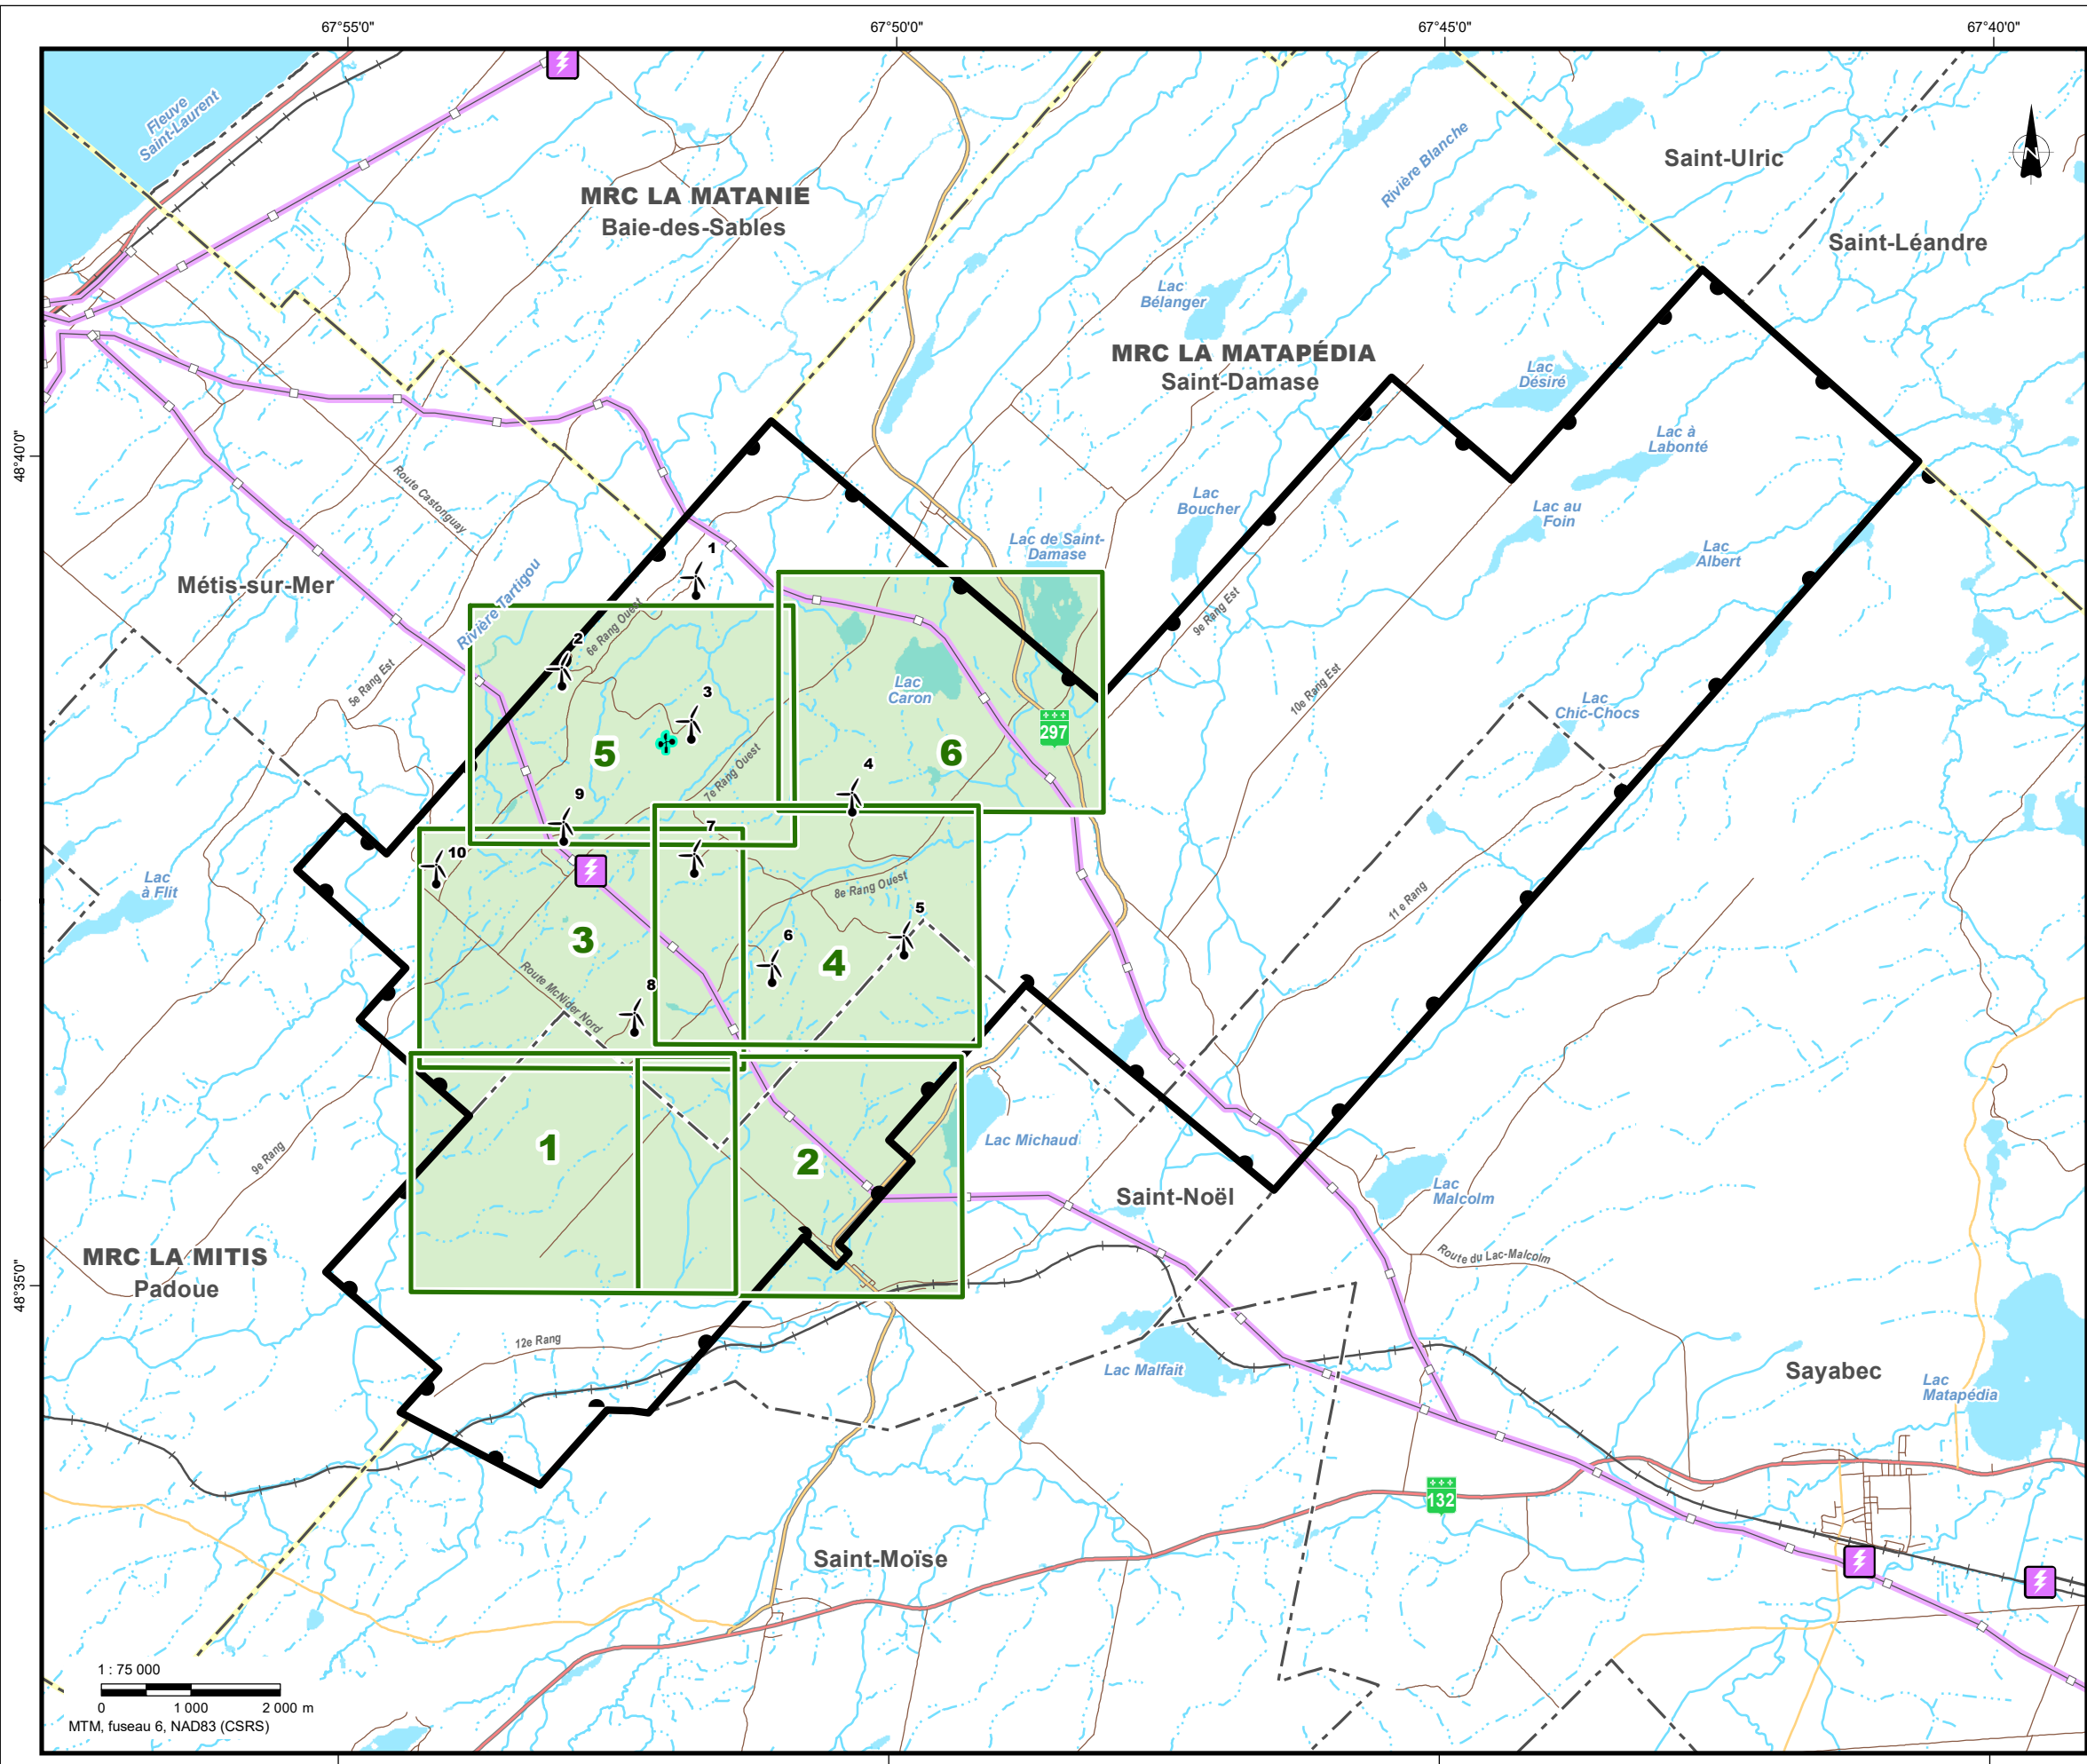 67°55'0"
67°50'0"
67°45'0"
67°40'0"
Fleuve
Saint-Laurent
MRC LA MATANIE
Baie-des-Sables
Rivière Blanche
Saint-Ulric
N
Saint-Léandre
Lac
Bélanger
MRC LA MATAPÉDIA
Saint-Damase
Lac
Désiré
48°40'0"
Lac à
Labonté
Route Castonguay
Lac
Boucher
Lac au
Foin
Lac de Saint-
Damase
Lac
Albert
1
Métis-sur-Mer
Rivière Tartigou
6e Rang Ouest
9e Rang Est
2
5e Rang Est
3
Lac
Caron
10e Rang Est
Lac
Chic-Chocs
297
5
6
7e Rang Ouest
4
9
7
10
Lac
à Flit
8e Rang Ouest
11 e Rang
5
3
6
4
Route McNider Nord
8
1
2
Lac Michaud
9e Rang
Saint-Noël
Lac
Malcolm
MRC LA MITIS
Padoue
Route du Lac-Malcolm
48°35'0"
12e Rang
Lac Malfait
Sayabec
Lac
Matapédia
132
Saint-Moïse
1 : 75 000
0 1 000 2 000 m
MTM, fuseau 6, NAD83 (CSRS)